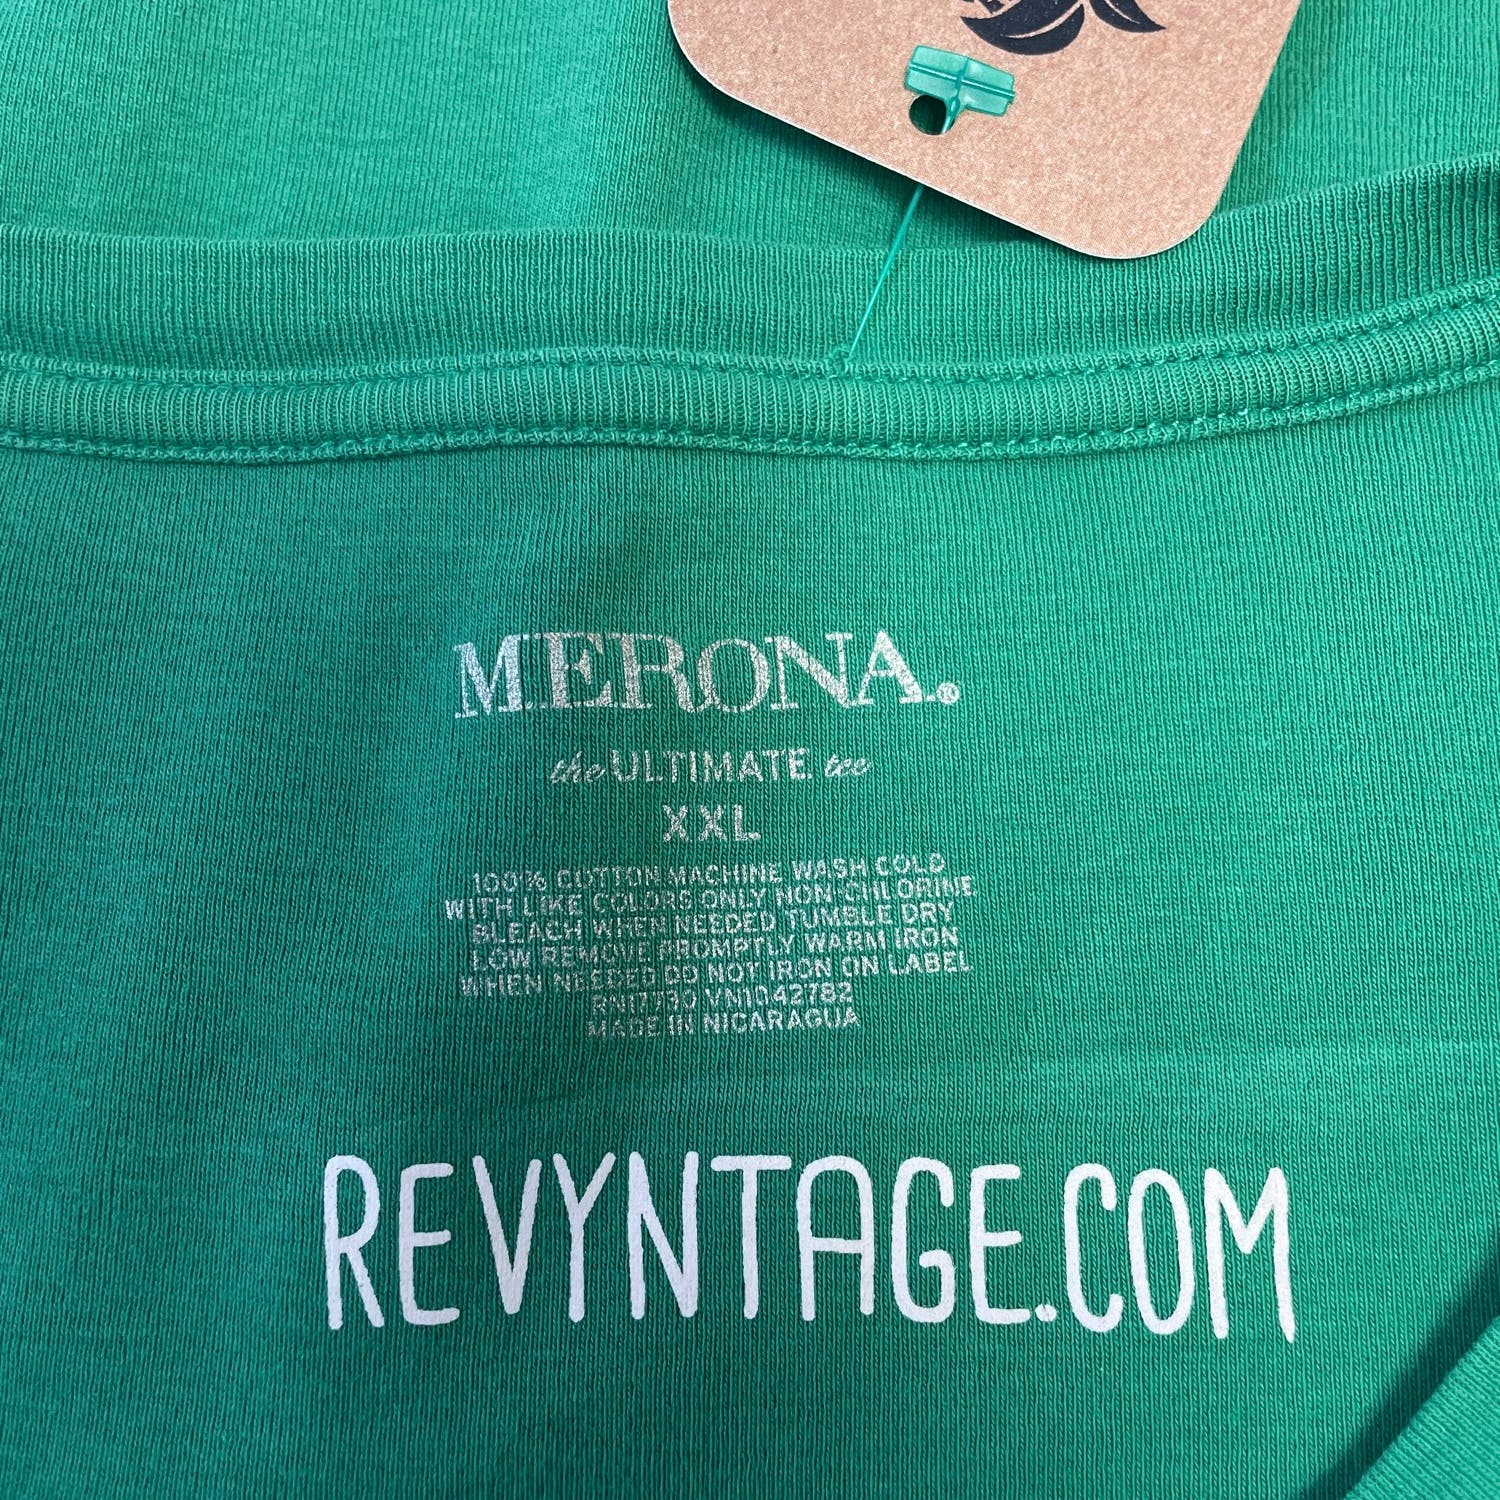 MERONA.®
the ULTIMATE tee
XXL
100% COTTON MACHINE WASH COLD
WITH LIKE COLORS ONLY NON-CHLORINE
BLEACH WHEN NEEDED TUMBLE DRY
LOW REMOVE PROMPTLY WARM IRON
WHEN NEEDED DO NOT IRON ON LABEL
RN17730 VN1042782
MADE IN NICARAGUA
REVYNTAGE.COM